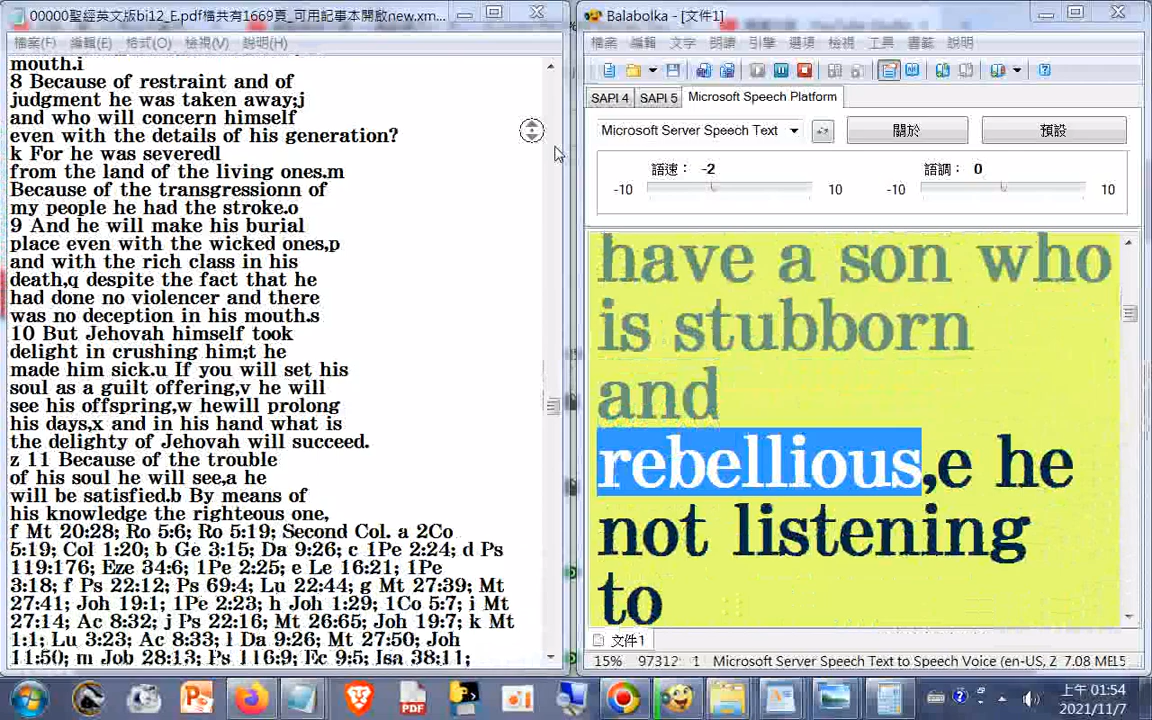 00000聖經英文版bi12_E.pdf檔共有1669頁_可用記事本開啟new.xm...
檔案(F) 編輯(E) 格式(O) 檢視(V) 說明(H)
mouth.i
8 Because of restraint and of
judgment he was taken away;j
and who will concern himself
even with the details of his generation?
k For he was severedl
from the land of the living ones.m
Because of the transgressionn of
my people he had the stroke.o
9 And he will make his burial
place even with the wicked ones,p
and with the rich class in his
death,q despite the fact that he
had done no violencer and there
was no deception in his mouth.s
10 But Jehovah himself took
delight in crushing him;t he
made him sick.u If you will set his
soul as a guilt offering,v he will
see his offspring,w hewill prolong
his days,x and in his hand what is
the delighty of Jehovah will succeed.
z 11 Because of the trouble
of his soul he will see,a he
will be satisfied.b By means of
his knowledge the righteous one,
f Mt 20:28; Ro 5:6; Ro 5:19; Second Col. a 2Co
5:19; Col 1:20; b Ge 3:15; Da 9:26; c 1Pe 2:24; d Ps
119:176; Eze 34:6; 1Pe 2:25; e Le 16:21; 1Pe
3:18; f Ps 22:12; Ps 69:4; Lu 22:44; g Mt 27:39; Mt
27:41; Joh 19:1; 1Pe 2:23; h Joh 1:29; 1Co 5:7; i Mt
27:14; Ac 8:32; j Ps 22:16; Mt 26:65; Joh 19:7; k Mt
1:1; Lu 3:23; Ac 8:33; l Da 9:26; Mt 27:50; Joh
11:50; m Job 28:13; Ps 116:9; Ec 9:5; Isa 38:11;
Balabolka - [文件1]
檔案 編輯 文字 朗讀 引擎 選項 檢視 工具 書籤 說明
SAPI 4 SAPI 5 Microsoft Speech Platform
Microsoft Server Speech Text 關於 預設
語速: -2 語調: 0
-10 10 -10 10
have a son who
is stubborn
and
rebellious,e he
not listening
to
文件1
15% 97312: 1 Microsoft Server Speech Text to Speech Voice (en-US, Z 7.08 ME
PDF
上午 01:54
2021/11/7